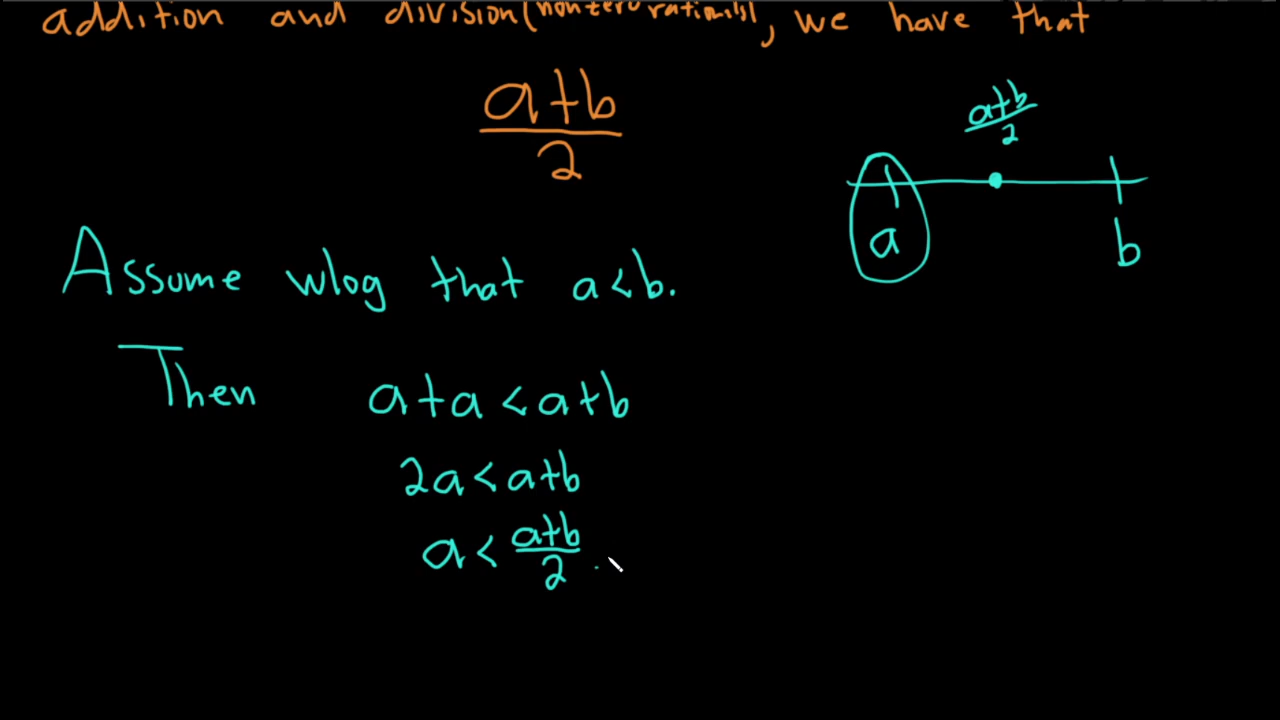 addition and division(nonzero rationals), we have that
a+b
2
a+b
2
a
b
Assume wlog that a<b.
Then a+a<a+b
2a<a+b
a<a+b
2
.